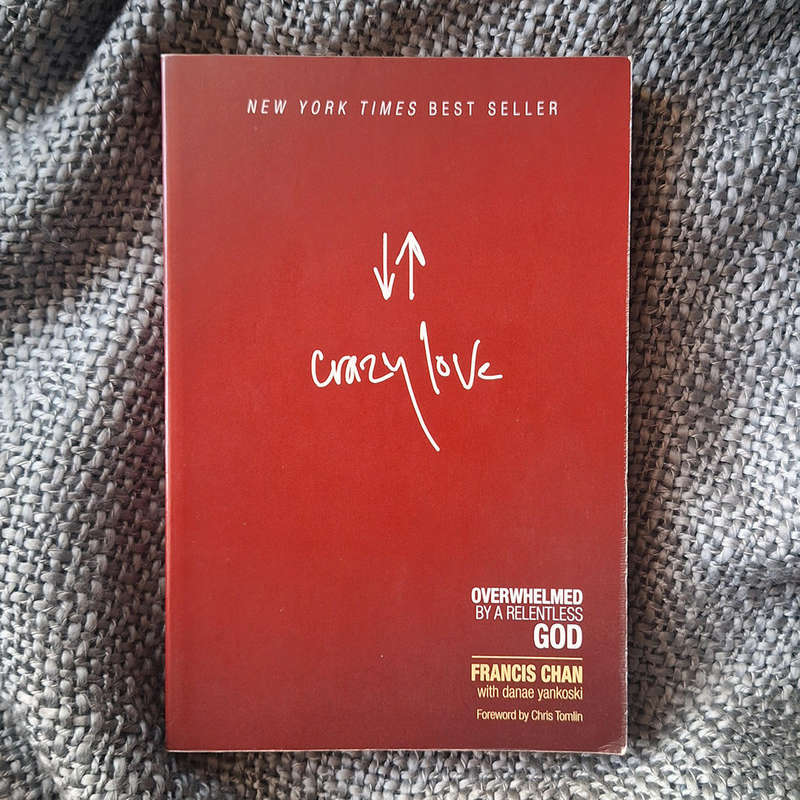 NEW YORK TIMES BEST SELLER
crazy love
OVERWHELMED
BY A RELENTLESS
GOD
FRANCIS CHAN
with danae yankoski
Foreword by Chris Tomlin